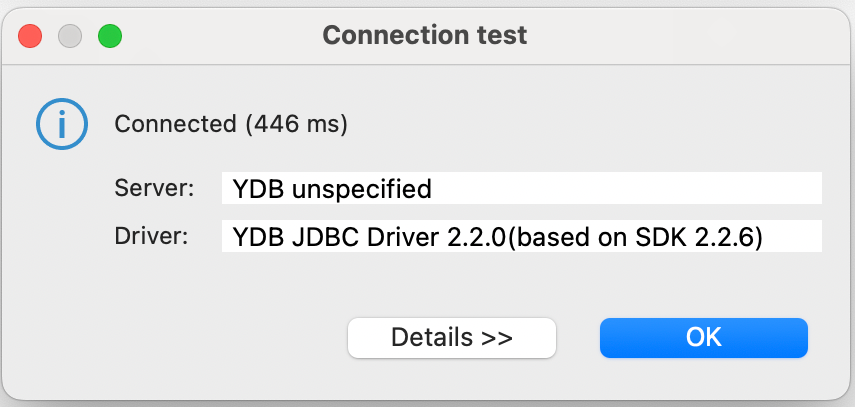 Connection test
Connected (446 ms)
Server: YDB unspecified
Driver: YDB JDBC Driver 2.2.0(based on SDK 2.2.6)
Details >> OK